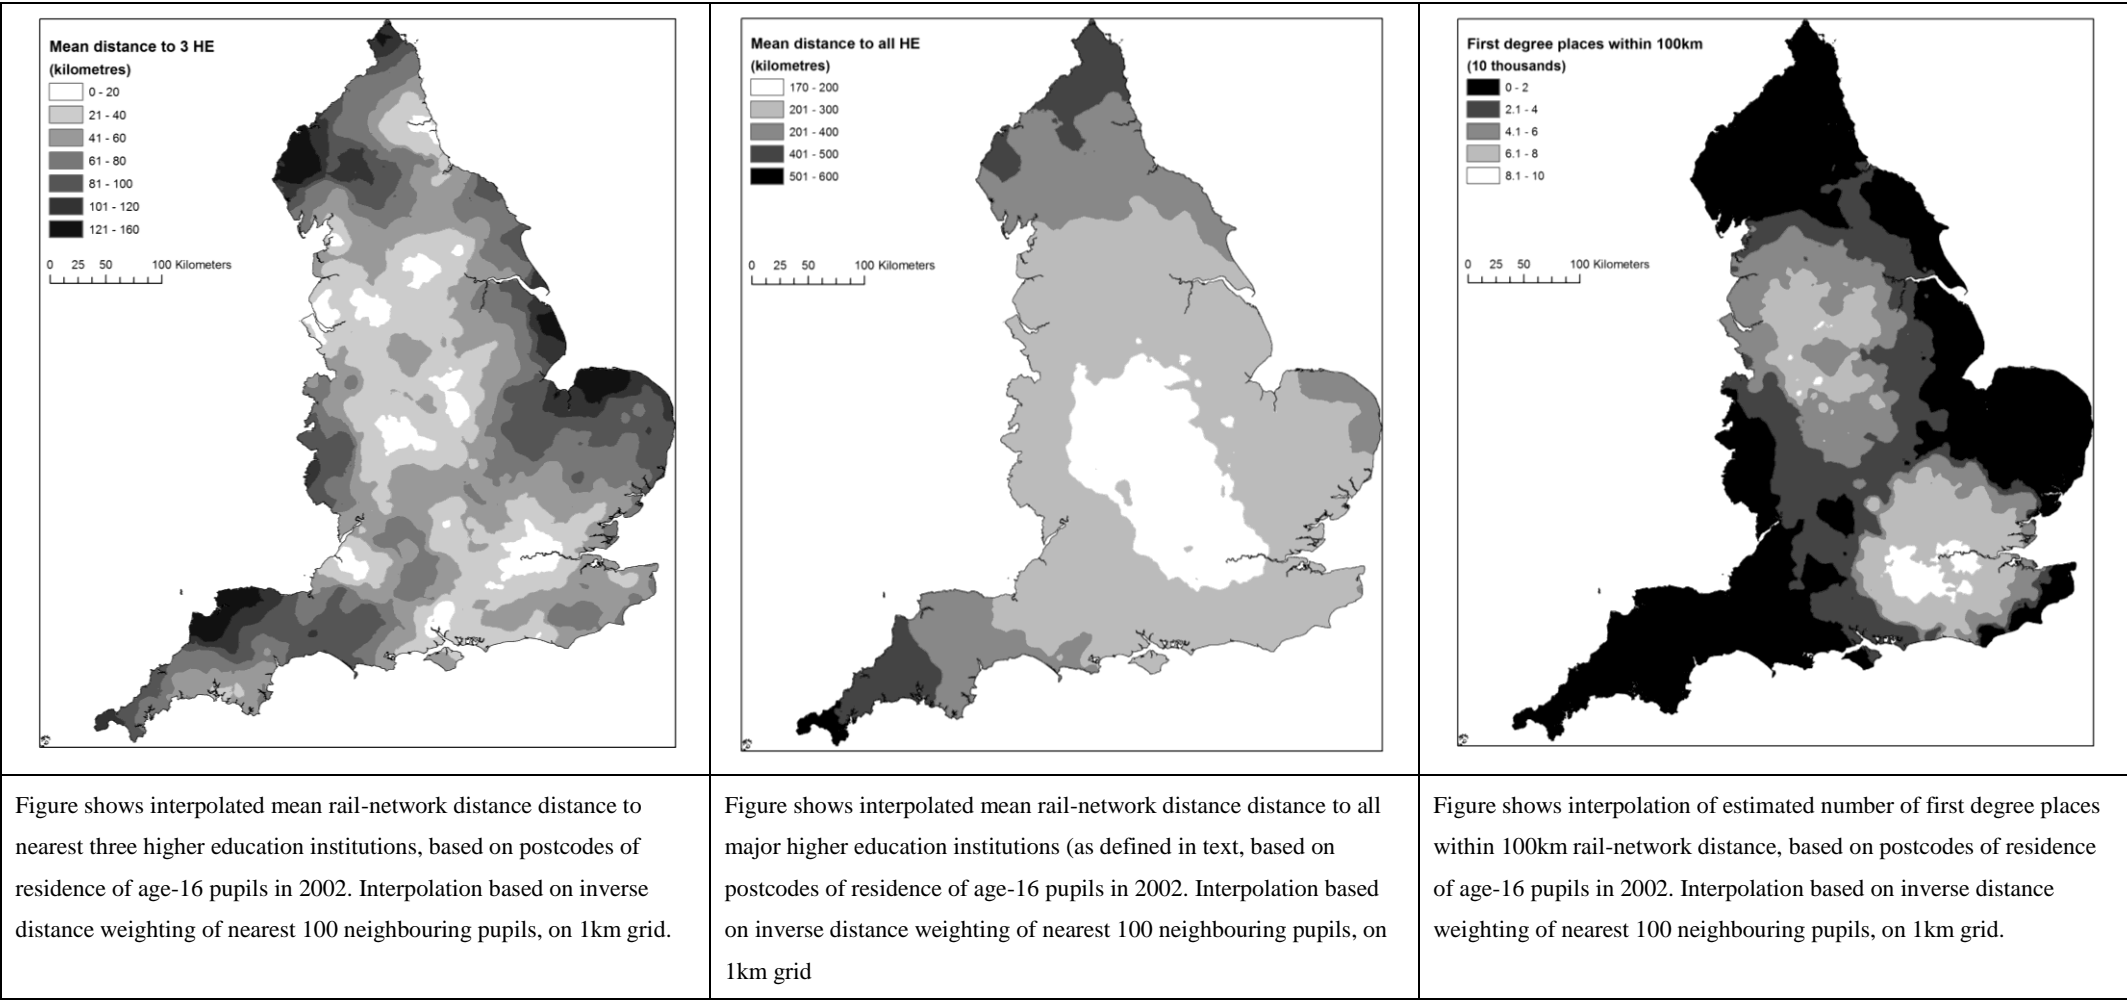 Mean distance to 3 HE
(kilometres)
0 - 20
21 - 40
41 - 60
61 - 80
81 - 100
101 - 120
121 - 160
0 25 50 100 Kilometers
Mean distance to all HE
(kilometres)
170 - 200
201 - 300
201 - 400
401 - 500
501 - 600
0 25 50 100 Kilometers
First degree places within 100km
(10 thousands)
0 - 2
2.1 - 4
4.1 - 6
6.1 - 8
8.1 - 10
0 25 50 100 Kilometers
Figure shows interpolated mean rail-network distance distance to
nearest three higher education institutions, based on postcodes of
residence of age-16 pupils in 2002. Interpolation based on inverse
distance weighting of nearest 100 neighbouring pupils, on 1km grid.
Figure shows interpolated mean rail-network distance distance to all
major higher education institutions (as defined in text, based on
postcodes of residence of age-16 pupils in 2002. Interpolation based
on inverse distance weighting of nearest 100 neighbouring pupils, on
1km grid
Figure shows interpolation of estimated number of first degree places
within 100km rail-network distance, based on postcodes of residence
of age-16 pupils in 2002. Interpolation based on inverse distance
weighting of nearest 100 neighbouring pupils, on 1km grid.